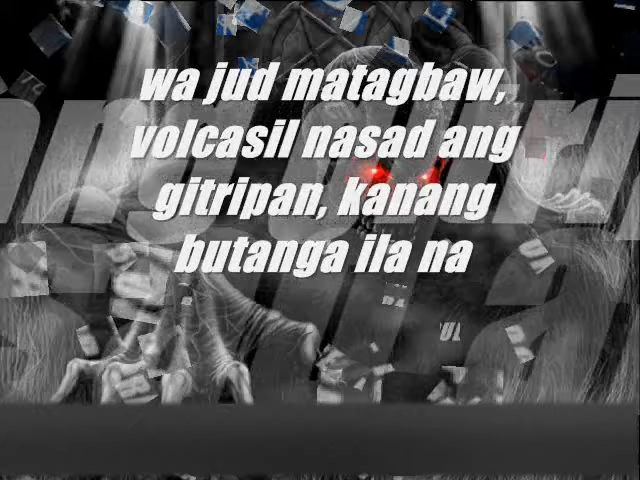 wa jud matagbaw,
volcasil nasad ang
gitripan, kanang
butanga ila na